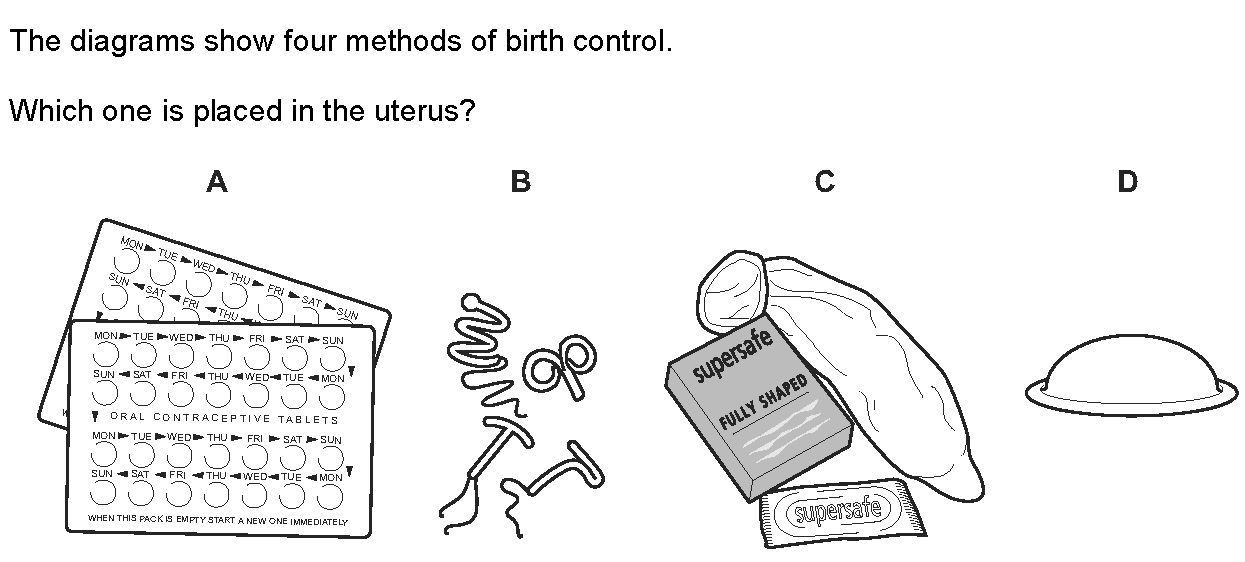 The diagrams show four methods of birth control.
Which one is placed in the uterus?
A B C D
MON TUE WED THU FRI SAT SUN
SUN SAT FRI THU
MON TUE WED THU FRI SAT SUN
SUN SAT FRI THU WED TUE MON
ORAL CONTRACEPTIVE TABLETS
MON TUE WED THU FRI SAT SUN
SUN SAT FRI THU WED TUE MON
WHEN THIS PACK IS EMPTY START A NEW ONE IMMEDIATELY
supersafe
FULLY SHAPED
supersafe